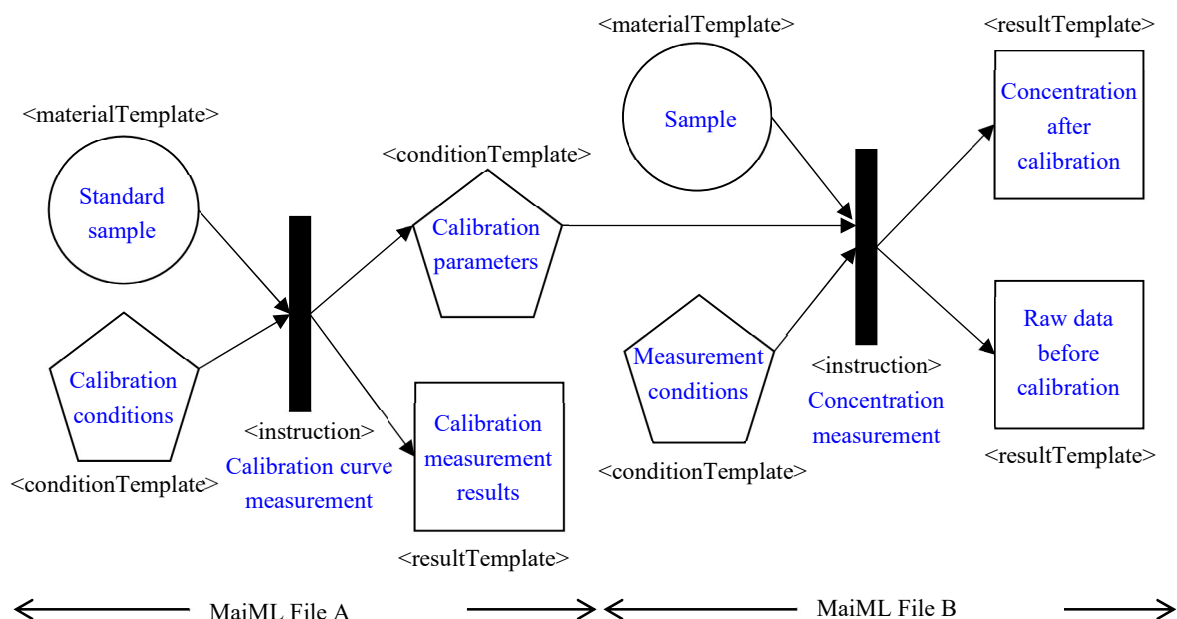 <materialTemplate>
Standard
sample
Calibration
conditions
<conditionTemplate>
<instruction>
Calibration curve
measurement
<conditionTemplate>
Calibration
parameters
Calibration
measurement
results
<resultTemplate>
<materialTemplate>
Sample
Measurement
conditions
<conditionTemplate>
<instruction>
Concentration
measurement
<resultTemplate>
Concentration
after
calibration
Raw data
before
calibration
<resultTemplate>
MaiML File A
MaiML File B